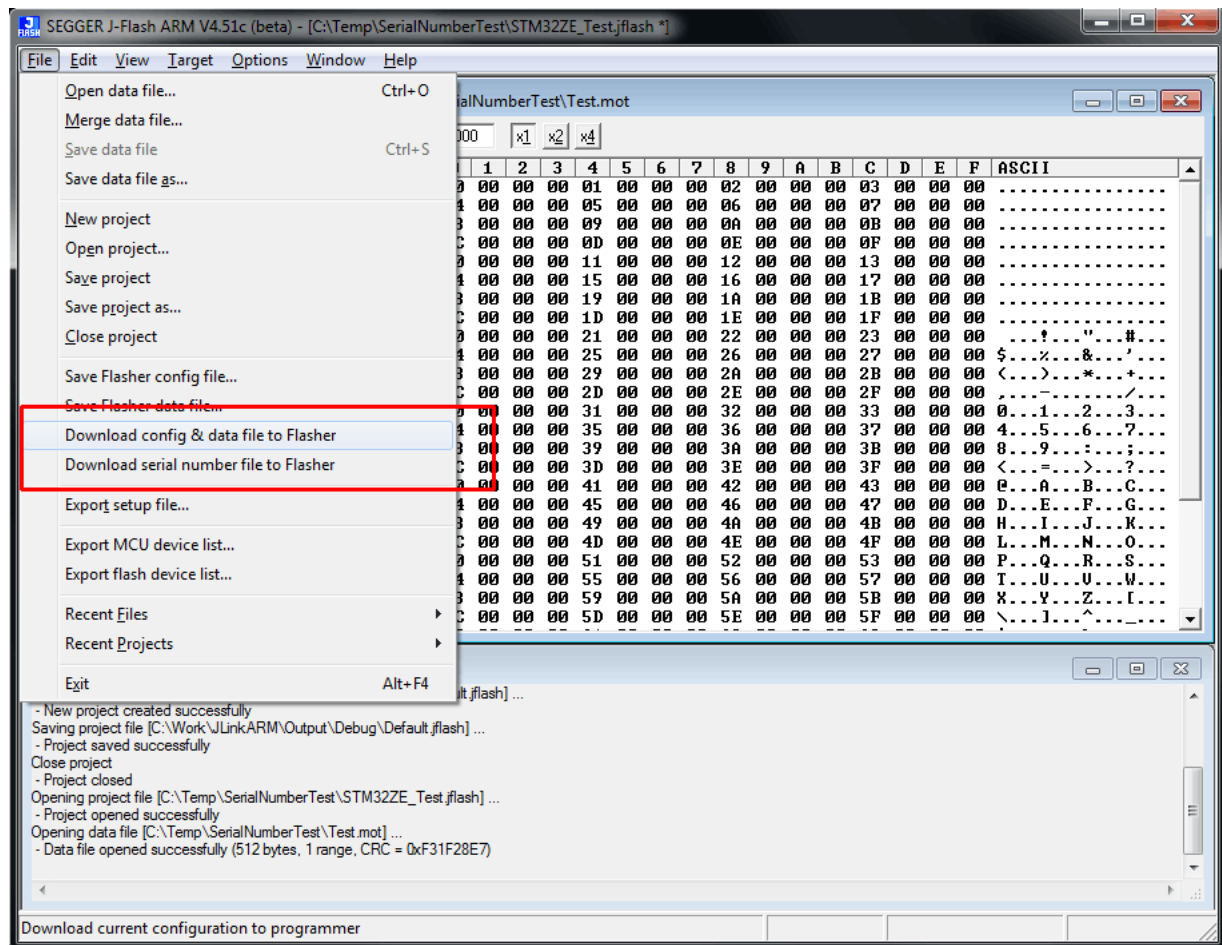 SEGGER J-Flash ARM V4.51c (beta) - [C:\Temp\SerialNumberTest\STM32ZE_Test.jflash *]
File Edit View Target Options Window Help
Open data file... Ctrl+O
Merge data file...
Save data file Ctrl+S
Save data file as...
New project
Open project...
Save project
Save project as...
Close project
Save Flasher config file...
Save Flasher data file...
Download config & data file to Flasher
Download serial number file to Flasher
Export setup file...
Export MCU device list...
Export flash device list...
Recent Files
Recent Projects
Exit Alt+F4
ialNumberTest\Test.mot
000 x1 x2 x4
1 2 3 4 5 6 7 8 9 A B C D E F ASCII
00 00 00 01 00 00 00 02 00 00 00 03 00 00 00 ................
00 00 00 05 00 00 00 06 00 00 00 07 00 00 00 ................
00 00 00 09 00 00 00 0A 00 00 00 0B 00 00 00 ................
00 00 00 0D 00 00 00 0E 00 00 00 0F 00 00 00 ................
00 00 00 11 00 00 00 12 00 00 00 13 00 00 00 ................
00 00 00 15 00 00 00 16 00 00 00 17 00 00 00 ................
00 00 00 19 00 00 00 1A 00 00 00 1B 00 00 00 ................
00 00 00 1D 00 00 00 1E 00 00 00 1F 00 00 00 ................
00 00 00 21 00 00 00 22 00 00 00 23 00 00 00 ...!..."...#...
00 00 00 25 00 00 00 26 00 00 00 27 00 00 00 $...%...&...'...
00 00 00 29 00 00 00 2A 00 00 00 2B 00 00 00 (...)...*...+...
00 00 00 2D 00 00 00 2E 00 00 00 2F 00 00 00 ,...-......./...
00 00 00 31 00 00 00 32 00 00 00 33 00 00 00 0...1...2...3...
00 00 00 35 00 00 00 36 00 00 00 37 00 00 00 4...5...6...7...
00 00 00 39 00 00 00 3A 00 00 00 3B 00 00 00 8...9...:...;...
00 00 00 3D 00 00 00 3E 00 00 00 3F 00 00 00 <...=...>...?...
00 00 00 41 00 00 00 42 00 00 00 43 00 00 00 @...A...B...C...
00 00 00 45 00 00 00 46 00 00 00 47 00 00 00 D...E...F...G...
00 00 00 49 00 00 00 4A 00 00 00 4B 00 00 00 H...I...J...K...
00 00 00 4D 00 00 00 4E 00 00 00 4F 00 00 00 L...M...N...O...
00 00 00 51 00 00 00 52 00 00 00 53 00 00 00 P...Q...R...S...
00 00 00 55 00 00 00 56 00 00 00 57 00 00 00 T...U...V...W...
00 00 00 59 00 00 00 5A 00 00 00 5B 00 00 00 X...Y...Z...[...
00 00 00 5D 00 00 00 5E 00 00 00 5F 00 00 00 \...]...^..._...
lt.jflash] ...
- New project created successfully
Saving project file [C:\Work\JLinkARM\Output\Debug\Default.jflash] ...
- Project saved successfully
Close project
- Project closed
Opening project file [C:\Temp\SerialNumberTest\STM32ZE_Test.jflash] ...
- Project opened successfully
Opening data file [C:\Temp\SerialNumberTest\Test.mot] ...
- Data file opened successfully (512 bytes, 1 range, CRC = 0xF31F28E7)
Download current configuration to programmer